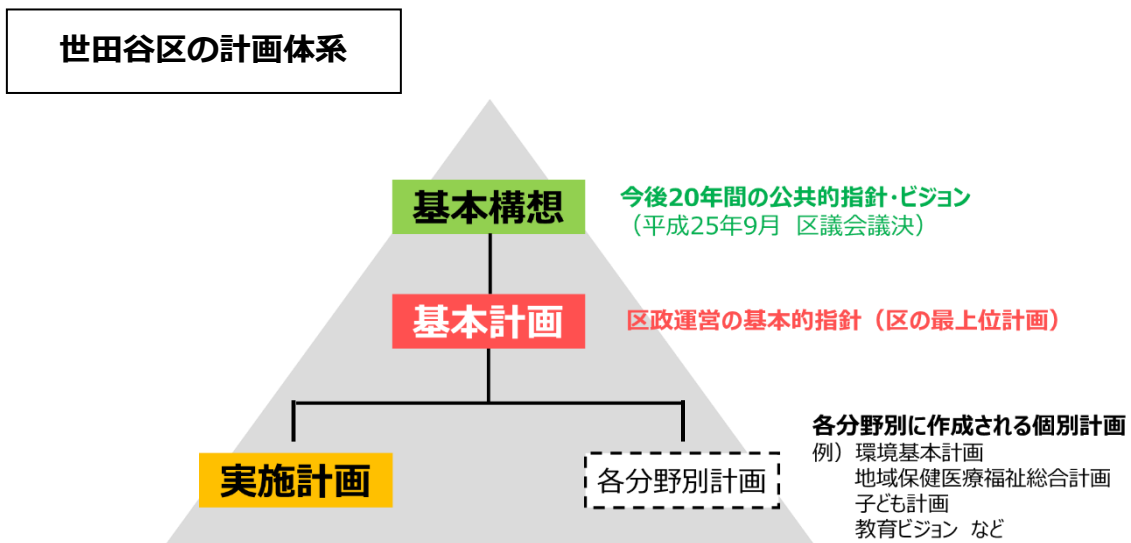 世田谷区の計画体系
基本構想
今後20年間の公共的指針・ビジョン
（平成25年9月 区議会議決）
基本計画
区政運営の基本的指針（区の最上位計画）
実施計画
各分野別計画
各分野別に作成される個別計画
例）環境基本計画
地域保健医療福祉総合計画
子ども計画
教育ビジョン など